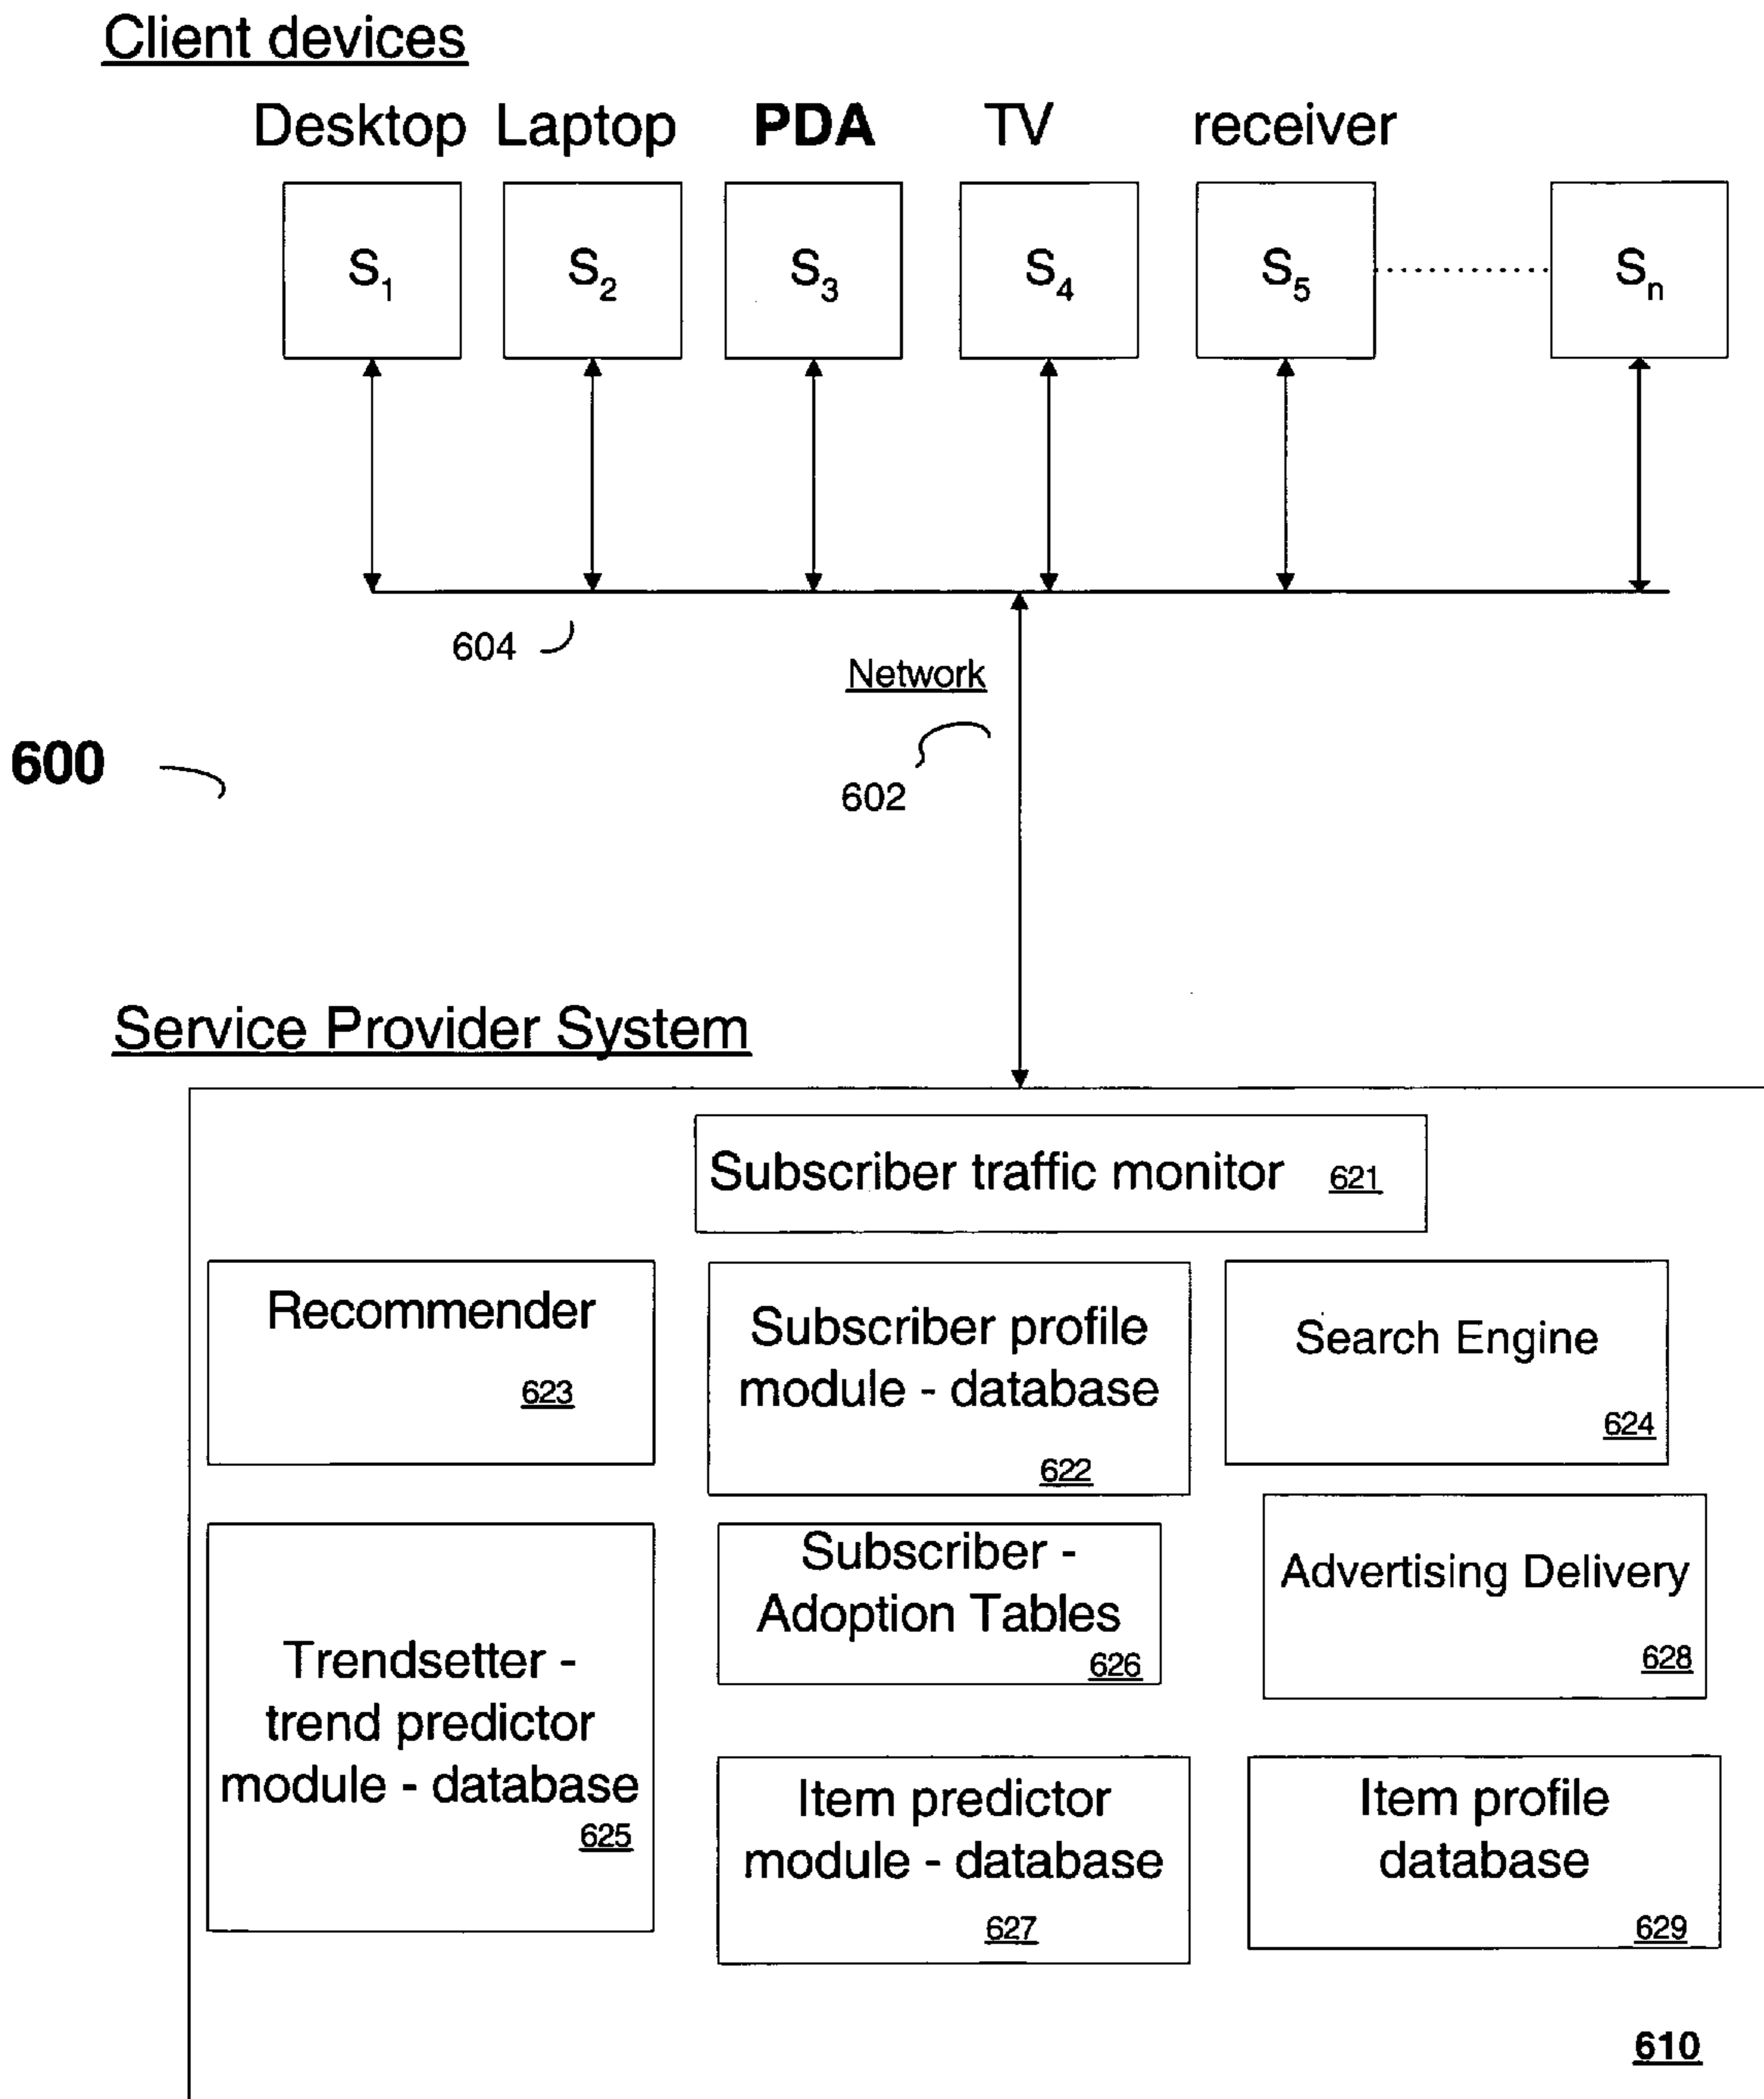 Client devices
Desktop Laptop PDA TV receiver
S1 S2 S3 S4 S5 Sn
604
Network
600
602
Service Provider System
Subscriber traffic monitor 621
Recommender
623
Subscriber profile
module - database
622
Search Engine
624
Trendsetter -
trend predictor
module - database
625
Subscriber -
Adoption Tables
626
Advertising Delivery
628
Item predictor
module - database
627
Item profile
database
629
610